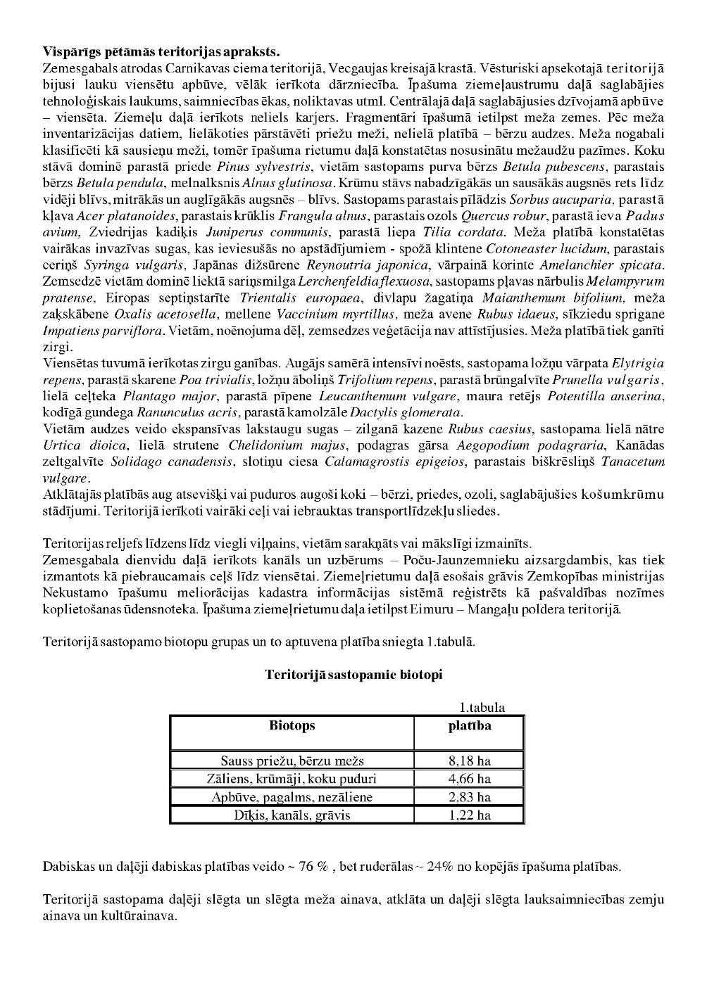 Vispārīgs pētāmās teritorijas apraksts.
Zemesgabals atrodas Carnikavas ciema teritorijā, Vecgaujas kreisajā krastā. Vēsturiski apsekotajā teritorijā
bijusi lauku viensētu apbūve, vēlāk ierīkota dārzniecība. Īpašuma ziemeļaustrumu daļā saglabājies
tehnoloģiskais laukums, saimniecības ēkas, noliktavas utml. Centrālajā daļā saglabājusies dzīvojamā apbūve
– viensēta. Ziemeļu daļā ierīkots neliels karjers. Fragmentāri īpašumā ietilpst meža zemes. Pēc meža
inventarizācijas datiem, lielākoties pārstāvēti priežu meži, nelielā platībā – bērzu audzes. Meža nogabali
klasificēti kā sausieņu meži, tomēr īpašuma rietumu daļā konstatētas nosusinātu mežaudžu pazīmes. Koku
stāvā dominē parastā priede Pinus sylvestris, vietām sastopams purva bērzs Betula pubescens, parastais
bērzs Betula pendula, melnalksnis Alnus glutinosa. Krūmu stāvs nabadzīgākās un sausākās augsnēs rets līdz
vidēji blīvs, mitrākās un auglīgākās augsnēs – blīvs. Sastopams parastais pīlādzis Sorbus aucuparia, parastā
kļava Acer platanoides, parastais krūklis Frangula alnus, parastais ozols Quercus robur, parastā ieva Padus
avium, Zviedrijas kadiķis Juniperus communis, parastā liepa Tilia cordata. Meža platībā konstatētas
vairākas invazīvas sugas, kas ieviesušās no apstādījumiem - spožā klintene Cotoneaster lucidum, parastais
ceriņš Syringa vulgaris, Japānas dižsūrene Reynoutria japonica, vārpainā korinte Amelanchier spicata.
Zemsedzē vietām dominē liektā sariņsmilga Lerchenfeldia flexuosa, sastopams pļavas nārbulis Melampyrum
pratense, Eiropas septiņstarīte Trientalis europaea, divlapu žagatiņa Maianthemum bifolium, meža
zaķskābene Oxalis acetosella, mellene Vaccinium myrtillus, meža avene Rubus idaeus, sīkziedu sprigane
Impatiens parviflora. Vietām, noēnojuma dēļ, zemsedzes veģetācija nav attīstījusies. Meža platībā tiek ganīti
zirgi.
Viensētas tuvumā ierīkotas zirgu ganības. Augājs samērā intensīvi noēsts, sastopama ložņu vārpata Elytrigia
repens, parastā skarene Poa trivialis, ložņu āboliņš Trifolium repens, parastā brūngalvīte Prunella vulgaris,
lielā ceļteka Plantago major, parastā pīpene Leucanthemum vulgare, maura retējs Potentilla anserina,
kodīgā gundega Ranunculus acris, parastā kamolzāle Dactylis glomerata.
Vietām audzes veido ekspansīvas lakstaugu sugas – zilganā kazene Rubus caesius, sastopama lielā nātre
Urtica dioica, lielā strutene Chelidonium majus, podagras gārsa Aegopodium podagraria, Kanādas
zeltgalvīte Solidago canadensis, slotiņu ciesa Calamagrostis epigeios, parastais biškrēsliņš Tanacetum
vulgare.
Atklātajās platībās aug atsevišķi vai puduros augoši koki – bērzi, priedes, ozoli, saglabājušies košumkrūmu
stādījumi. Teritorijā ierīkoti vairāki ceļi vai iebrauktas transportlīdzekļu sliedes.
Teritorijas reljefs līdzens līdz viegli viļņains, vietām sarakņāts vai mākslīgi izmainīts.
Zemesgabala dienvidu daļā ierīkots kanāls un uzbērums – Poču-Jaunzemnieku aizsargdambis, kas tiek
izmantots kā piebraucamais ceļš līdz viensētai. Ziemeļrietumu daļā esošais grāvis Zemkopības ministrijas
Nekustamo īpašumu meliorācijas kadastra informācijas sistēmā reģistrēts kā pašvaldības nozīmes
koplietošanas ūdensnoteka. Īpašuma ziemeļrietumu daļa ietilpst Eimuru – Mangaļu poldera teritorijā.
Teritorijā sastopamo biotopu grupas un to aptuvena platība sniegta 1.tabulā.
Teritorijā sastopamie biotopi
1.tabula
Biotops platība
Sauss priežu, bērzu mežs 8,18 ha
Zāliens, krūmāji, koku puduri 4,66 ha
Apbūve, pagalms, nezāliene 2,83 ha
Dīķis, kanāls, grāvis 1,22 ha
Dabiskas un daļēji dabiskas platības veido ~ 76 % , bet ruderālas ~ 24% no kopējās īpašuma platības.
Teritorijā sastopama daļēji slēgta un slēgta meža ainava, atklāta un daļēji slēgta lauksaimniecības zemju
ainava un kultūrainava.